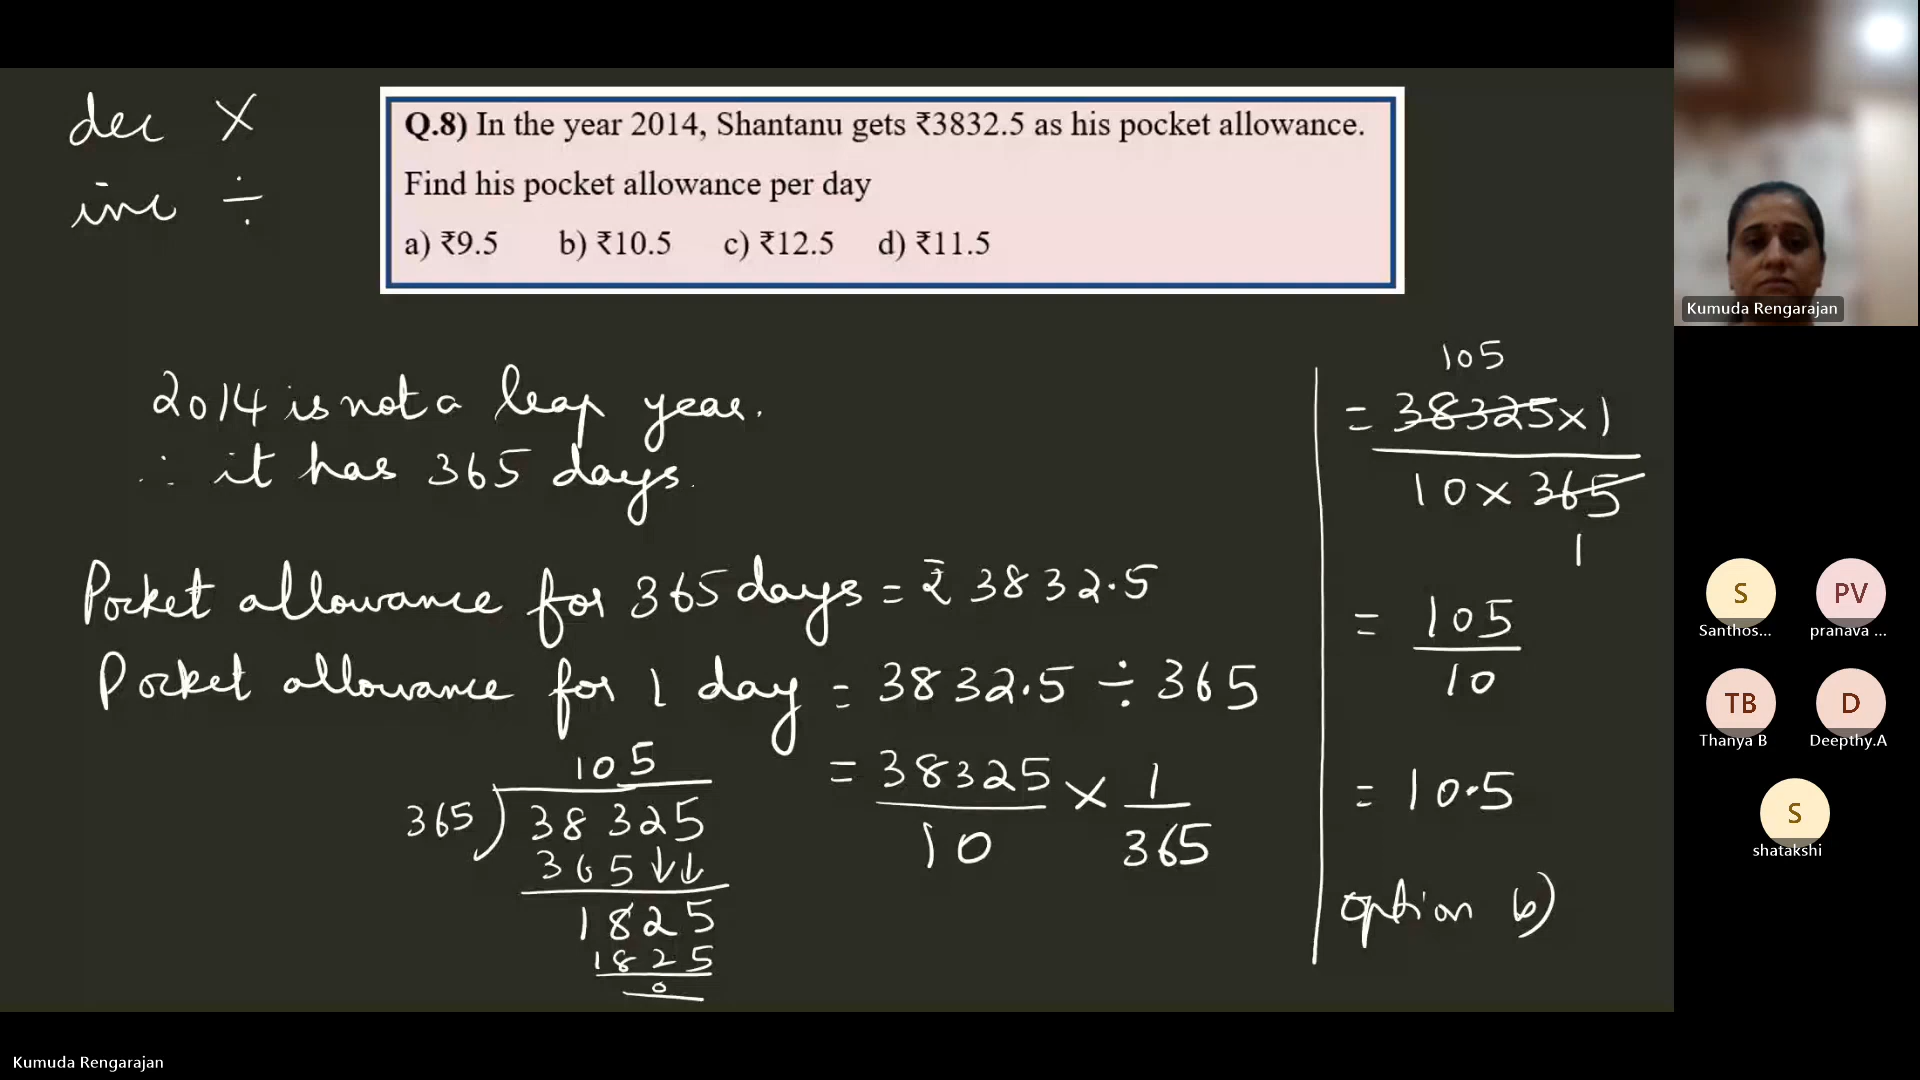 dec X
inc ÷
Q.8) In the year 2014, Shantanu gets ₹3832.5 as his pocket allowance.
Find his pocket allowance per day
a) ₹9.5 b) ₹10.5 c) ₹12.5 d) ₹11.5
2014 is not a leap year.
∴ it has 365 days.
Pocket allowance for 365 days = ₹ 3832.5
Pocket allowance for 1 day = 3832.5 ÷ 365
= 38325/10 × 1/365
105
365) 38325
365↓↓
1825
1825
0
105
= 38325×1
10×365
1
= 105/10
= 10.5
option b)
Kumuda Rengarajan
S PV
Santhos... pranava ...
TB D
Thanya B Deepthy.A
S
shatakshi
Kumuda Rengarajan